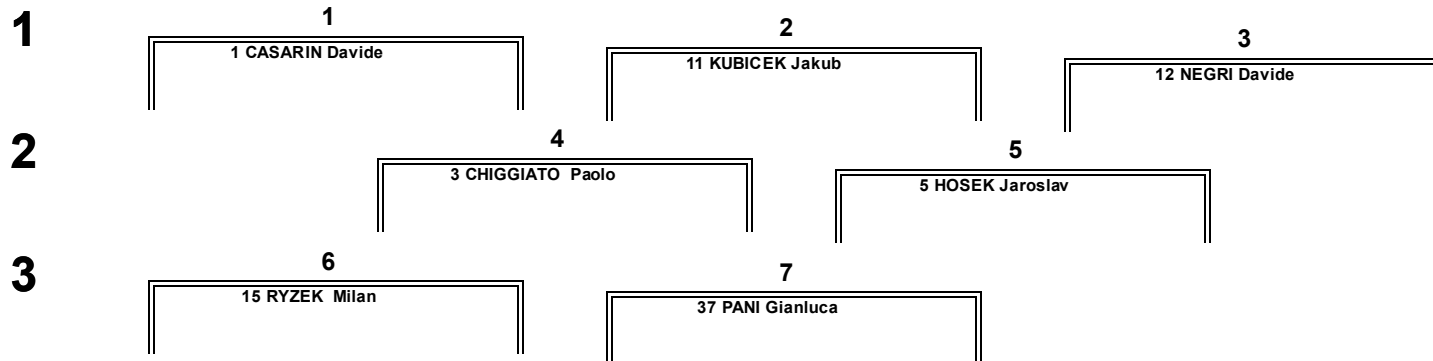 1
1
1 CASARIN Davide
2
11 KUBICEK Jakub
3
12 NEGRI Davide
2
4
3 CHIGGIATO Paolo
5
5 HOSEK Jaroslav
3
6
15 RYZEK Milan
7
37 PANI Gianluca